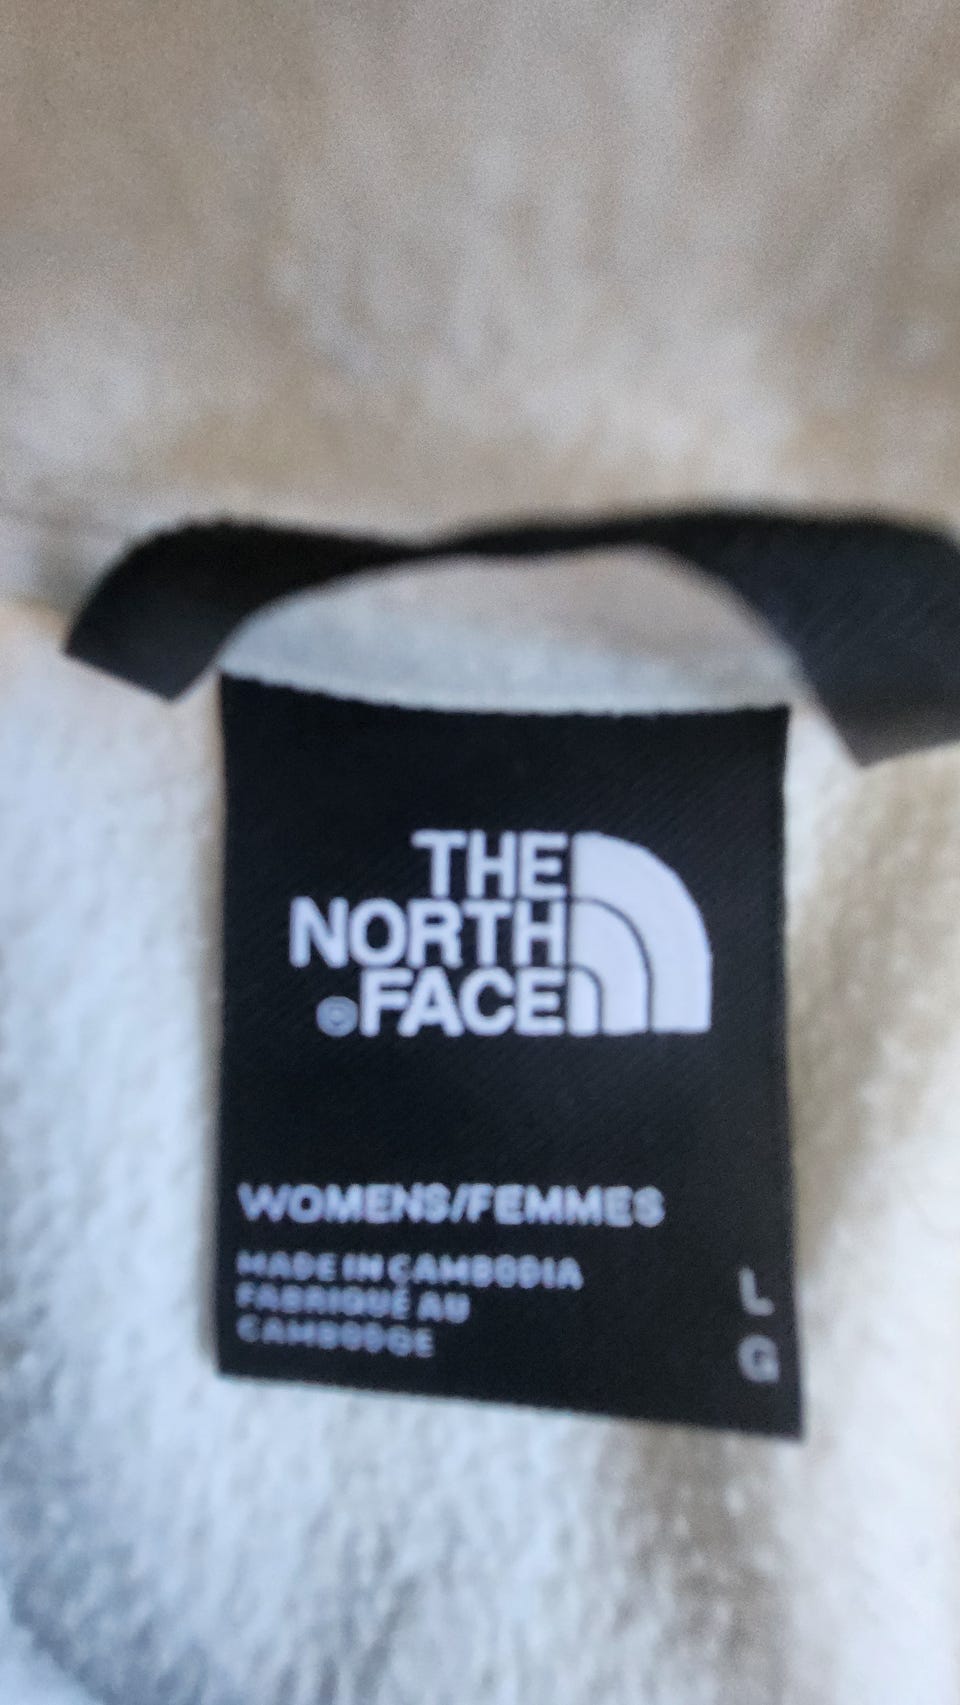 THE
NORTH
®FACE
WOMENS/FEMMES
MADE IN CAMBODIA
FABRIQUÉ AU
CAMBODGE
L
G